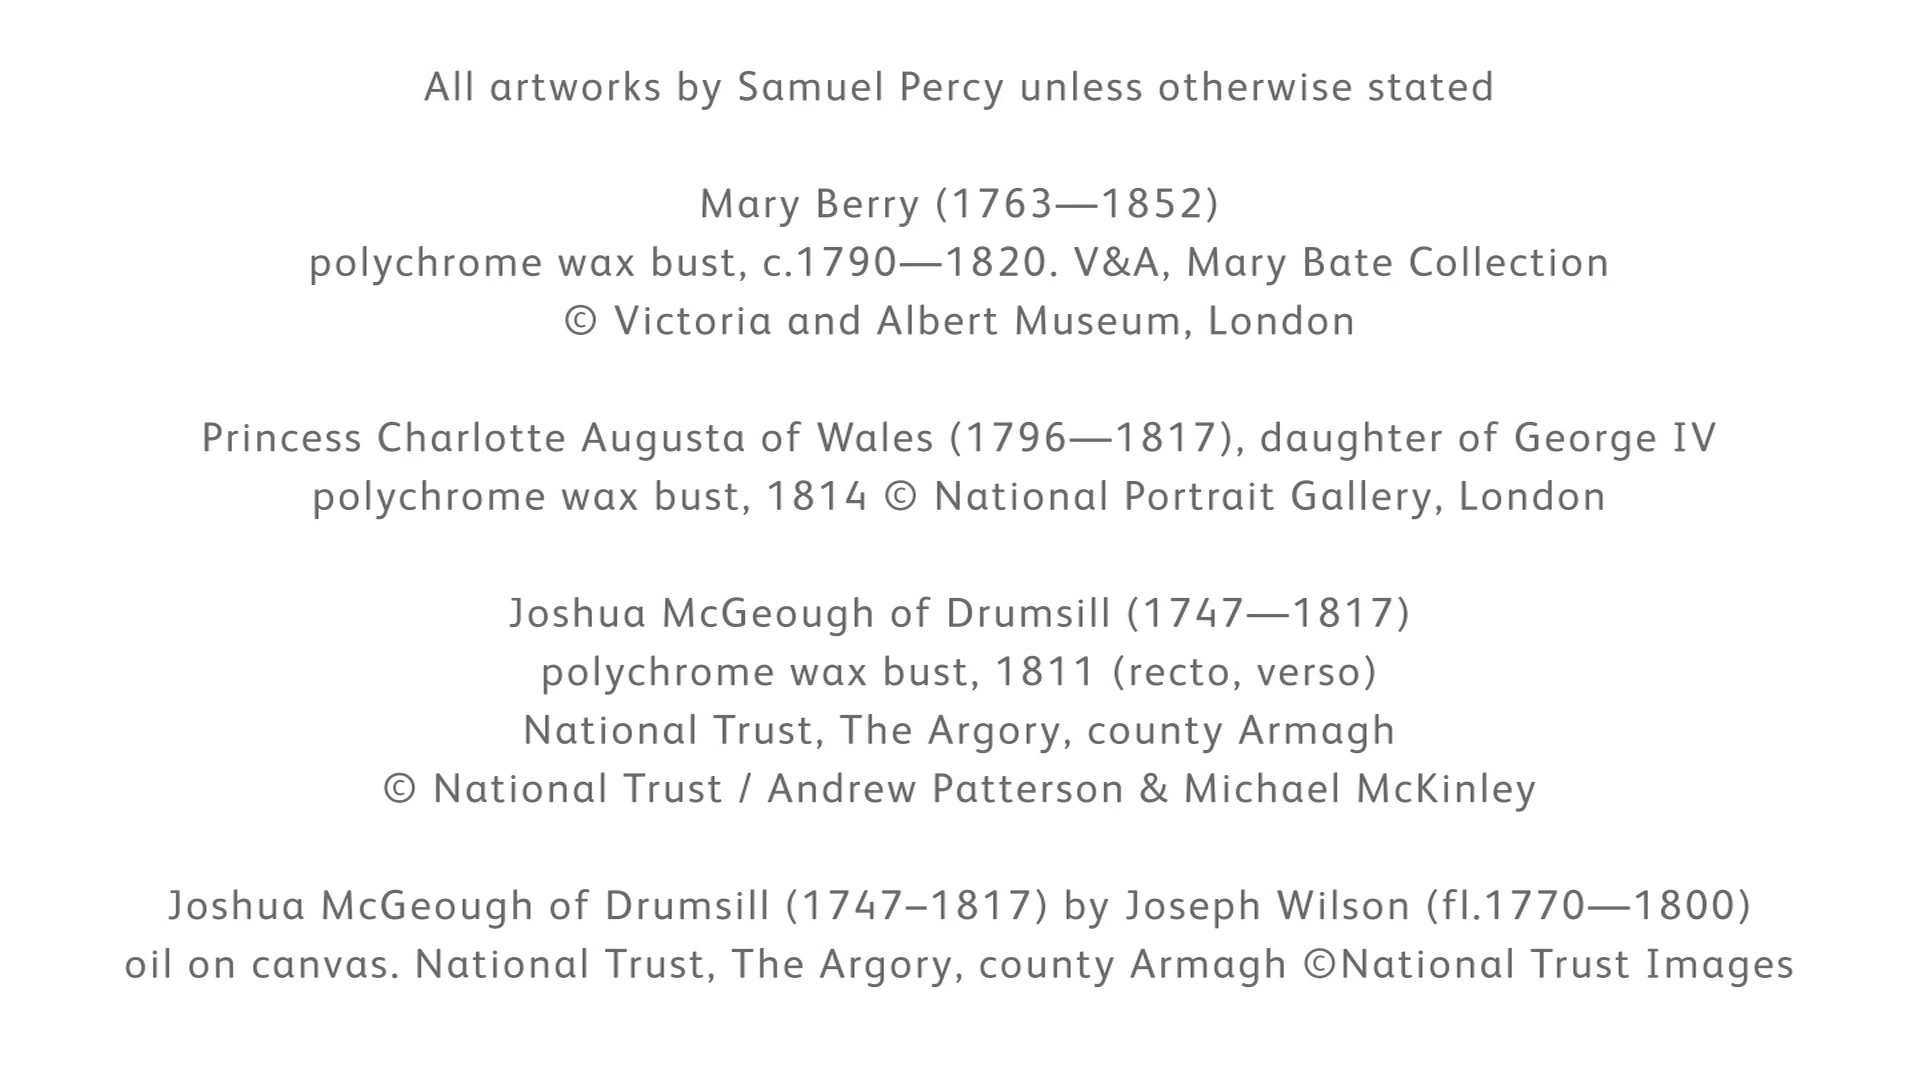 All artworks by Samuel Percy unless otherwise stated
Mary Berry (1763—1852)
polychrome wax bust, c.1790—1820. V&A, Mary Bate Collection
© Victoria and Albert Museum, London
Princess Charlotte Augusta of Wales (1796—1817), daughter of George IV
polychrome wax bust, 1814 © National Portrait Gallery, London
Joshua McGeough of Drumsill (1747—1817)
polychrome wax bust, 1811 (recto, verso)
National Trust, The Argory, county Armagh
© National Trust / Andrew Patterson & Michael McKinley
Joshua McGeough of Drumsill (1747–1817) by Joseph Wilson (fl.1770—1800)
oil on canvas. National Trust, The Argory, county Armagh ©National Trust Images